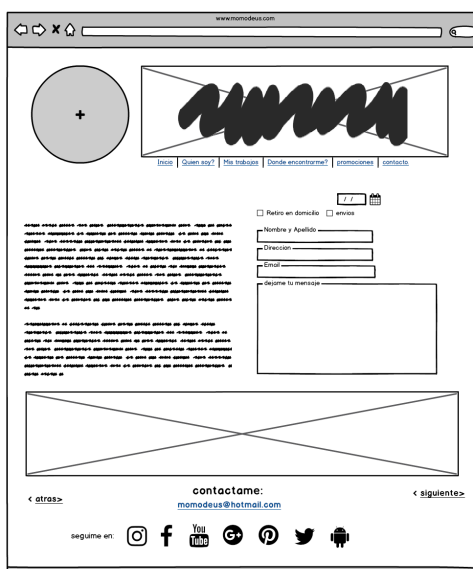 www.momodeus.com
Inicio Quien soy? Mis trabajos Donde encontrarme? promociones contacto
/ /
Retiro en domicilio envios
Nombre y Apellido
Direccion
Email
dejame tu mensaje
contactame:
< atras>
< siguiente>
momodeus@hotmail.com
seguime en: You Tube G+